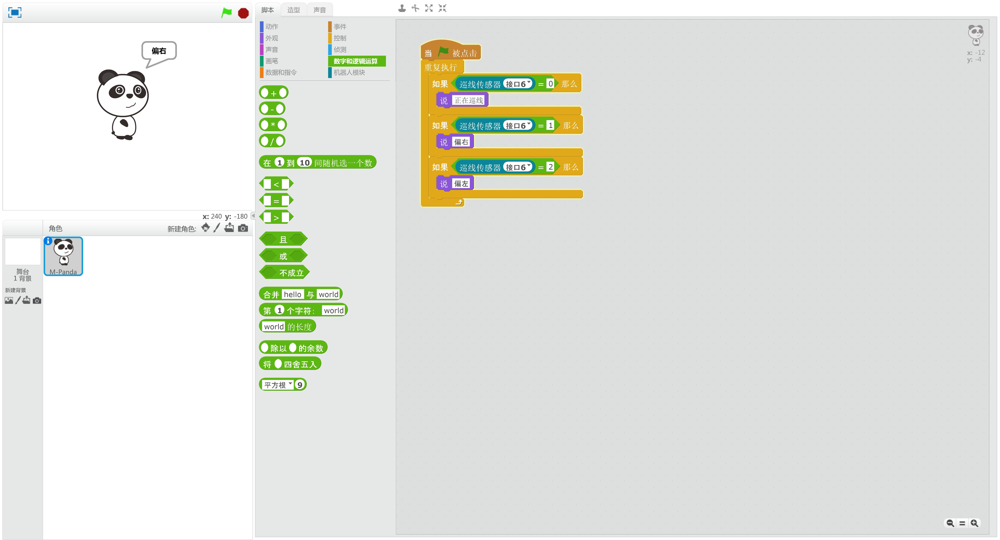 脚本 造型 声音
动作 事件
外观 控制
声音 侦测
画笔 数字和逻辑运算
数据和指令 机器人模块
偏右
x: 240 y: -180
角色 新建角色:
M-Panda
舞台
1 背景
新建背景
+
-
*
/
在 1 到 10 间随机选一个数
<
=
>
且
或
不成立
合并 hello 与 world
第 1 个字符: world
world 的长度
除以 的余数
将 四舍五入
平方根 9
当 被点击
重复执行
如果 巡线传感器 接口6 = 0 那么
说 正在巡线
如果 巡线传感器 接口6 = 1 那么
说 偏右
如果 巡线传感器 接口6 = 2 那么
说 偏左
x: -12
y: -4